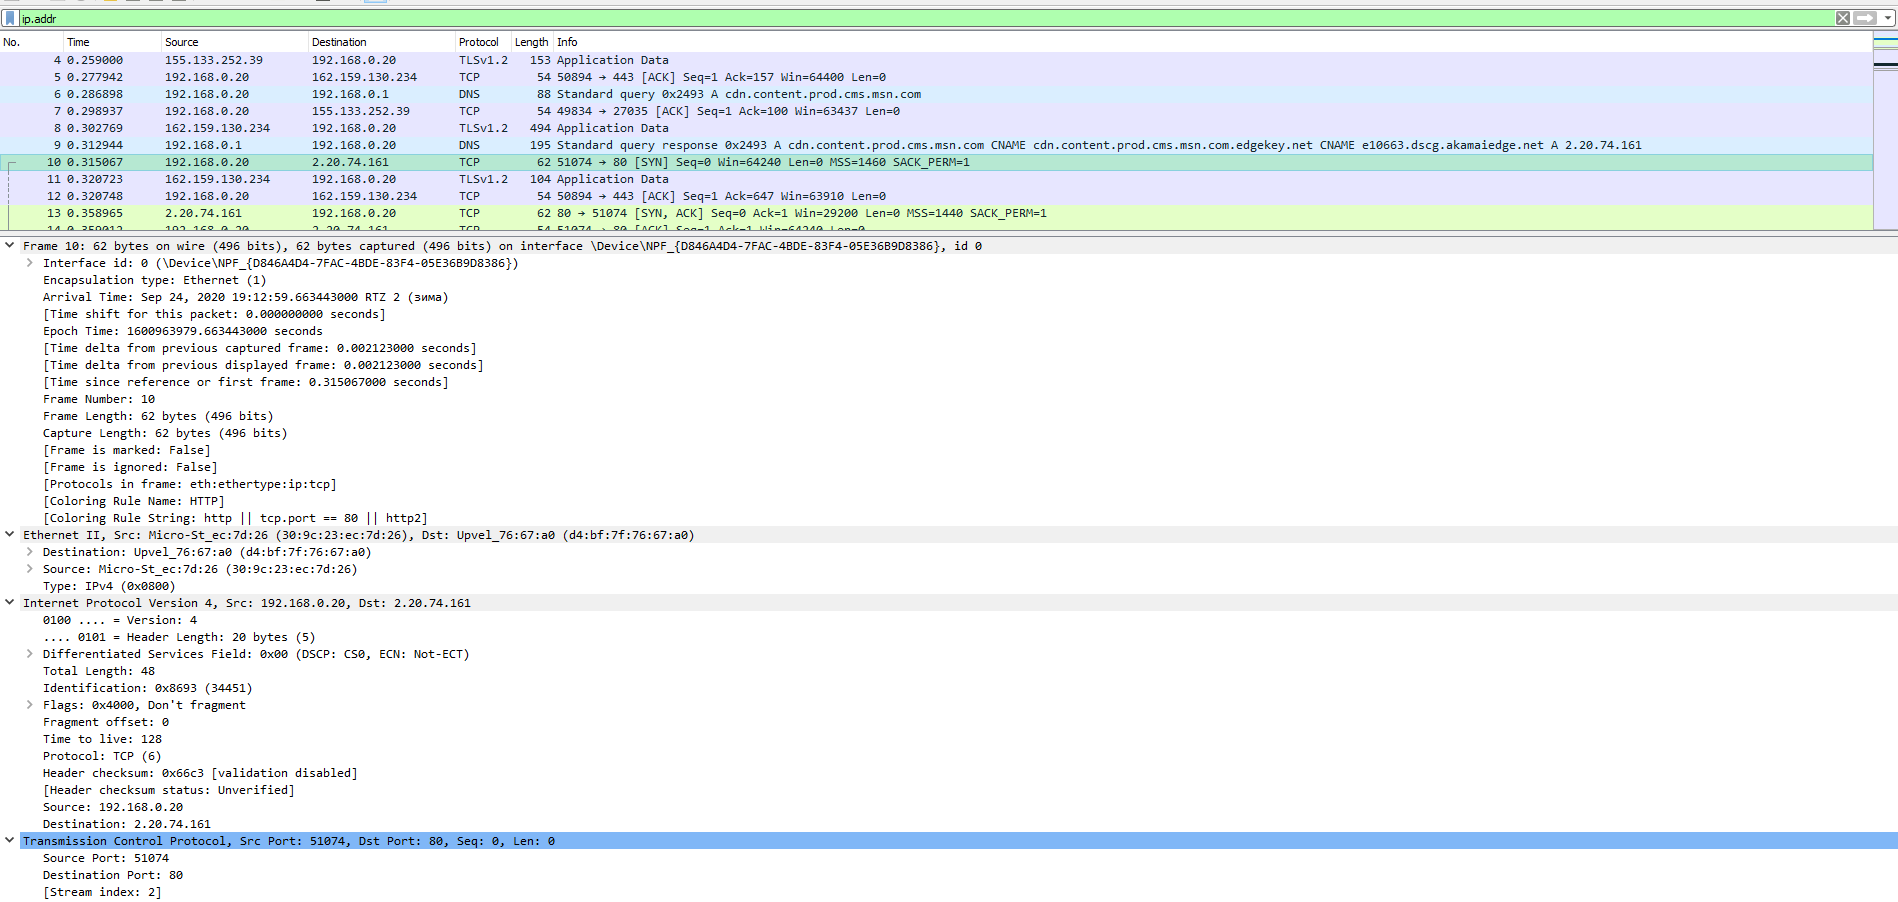 ip.addr
No. Time Source Destination Protocol Length Info
4 0.259000 155.133.252.39 192.168.0.20 TLSv1.2 153 Application Data
5 0.277942 192.168.0.20 162.159.130.234 TCP 54 50894 → 443 [ACK] Seq=1 Ack=157 Win=64400 Len=0
6 0.286898 192.168.0.20 192.168.0.1 DNS 88 Standard query 0x2493 A cdn.content.prod.cms.msn.com
7 0.298937 192.168.0.20 155.133.252.39 TCP 54 49834 → 27035 [ACK] Seq=1 Ack=100 Win=63437 Len=0
8 0.302769 162.159.130.234 192.168.0.20 TLSv1.2 494 Application Data
9 0.312944 192.168.0.1 192.168.0.20 DNS 195 Standard query response 0x2493 A cdn.content.prod.cms.msn.com CNAME cdn.content.prod.cms.msn.com.edgekey.net CNAME e10663.dscg.akamaiedge.net A 2.20.74.161
10 0.315067 192.168.0.20 2.20.74.161 TCP 62 51074 → 80 [SYN] Seq=0 Win=64240 Len=0 MSS=1460 SACK_PERM=1
11 0.320723 162.159.130.234 192.168.0.20 TLSv1.2 104 Application Data
12 0.320748 192.168.0.20 162.159.130.234 TCP 54 50894 → 443 [ACK] Seq=1 Ack=647 Win=63910 Len=0
13 0.358965 2.20.74.161 192.168.0.20 TCP 62 80 → 51074 [SYN, ACK] Seq=0 Ack=1 Win=29200 Len=0 MSS=1440 SACK_PERM=1
14 0.359012 192.168.0.20 2.20.74.161 TCP 54 51074 → 80 [ACK] Seq=1 Ack=1 Win=64240 Len=0
Frame 10: 62 bytes on wire (496 bits), 62 bytes captured (496 bits) on interface \Device\NPF_{D846A4D4-7FAC-4BDE-83F4-05E36B9D8386}, id 0
Interface id: 0 (\Device\NPF_{D846A4D4-7FAC-4BDE-83F4-05E36B9D8386})
Encapsulation type: Ethernet (1)
Arrival Time: Sep 24, 2020 19:12:59.663443000 RTZ 2 (зима)
[Time shift for this packet: 0.000000000 seconds]
Epoch Time: 1600963979.663443000 seconds
[Time delta from previous captured frame: 0.002123000 seconds]
[Time delta from previous displayed frame: 0.002123000 seconds]
[Time since reference or first frame: 0.315067000 seconds]
Frame Number: 10
Frame Length: 62 bytes (496 bits)
Capture Length: 62 bytes (496 bits)
[Frame is marked: False]
[Frame is ignored: False]
[Protocols in frame: eth:ethertype:ip:tcp]
[Coloring Rule Name: HTTP]
[Coloring Rule String: http || tcp.port == 80 || http2]
Ethernet II, Src: Micro-St_ec:7d:26 (30:9c:23:ec:7d:26), Dst: Upvel_76:67:a0 (d4:bf:7f:76:67:a0)
Destination: Upvel_76:67:a0 (d4:bf:7f:76:67:a0)
Source: Micro-St_ec:7d:26 (30:9c:23:ec:7d:26)
Type: IPv4 (0x0800)
Internet Protocol Version 4, Src: 192.168.0.20, Dst: 2.20.74.161
0100 .... = Version: 4
.... 0101 = Header Length: 20 bytes (5)
Differentiated Services Field: 0x00 (DSCP: CS0, ECN: Not-ECT)
Total Length: 48
Identification: 0x8693 (34451)
Flags: 0x4000, Don't fragment
Fragment offset: 0
Time to live: 128
Protocol: TCP (6)
Header checksum: 0x66c3 [validation disabled]
[Header checksum status: Unverified]
Source: 192.168.0.20
Destination: 2.20.74.161
Transmission Control Protocol, Src Port: 51074, Dst Port: 80, Seq: 0, Len: 0
Source Port: 51074
Destination Port: 80
[Stream index: 2]